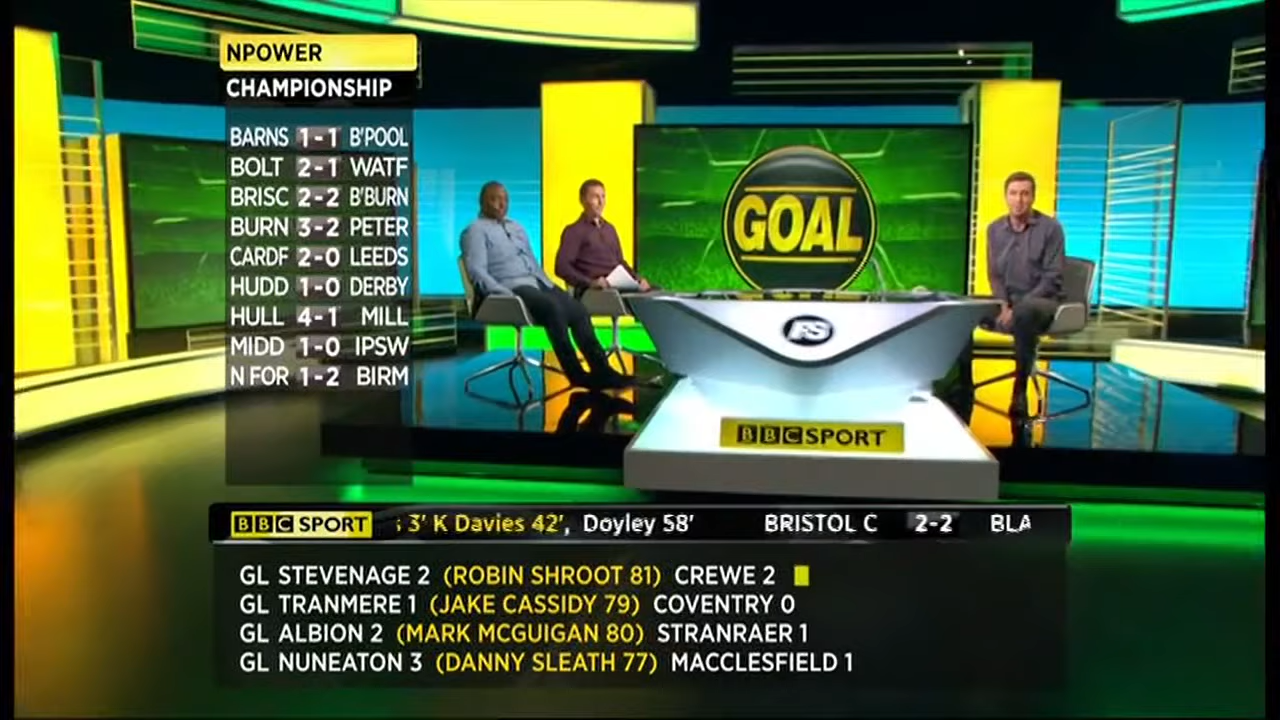 NPOWER
CHAMPIONSHIP
BARNS 1-1 B'POOL
BOLT 2-1 WATF
BRISC 2-2 B'BURN
BURN 3-2 PETER
CARDF 2-0 LEEDS
HUDD 1-0 DERBY
HULL 4-1 MILL
MIDD 1-0 IPSW
N FOR 1-2 BIRM
GOAL
FS
BBC SPORT
BBC SPORT 3' K Davies 42', Doyley 58' BRISTOL C 2-2 BLA
GL STEVENAGE 2 (ROBIN SHROOT 81) CREWE 2
GL TRANMERE 1 (JAKE CASSIDY 79) COVENTRY 0
GL ALBION 2 (MARK MCGUIGAN 80) STRANRAER 1
GL NUNEATON 3 (DANNY SLEATH 77) MACCLESFIELD 1